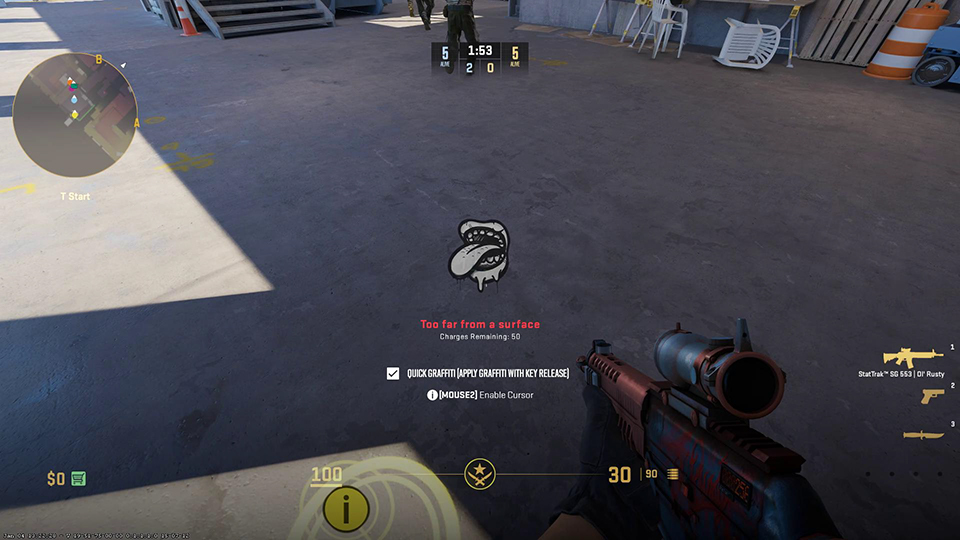 B
5
1:53
5
ALIVE
2
0
ALIVE
A
T Start
Too far from a surface
Charges Remaining: 50
QUICK GRAFFITI [APPLY GRAFFITI WITH KEY RELEASE]
[MOUSE2] Enable Cursor
1
StatTrak™ SG 553 | Ol' Rusty
2
3
$0
100
30
90